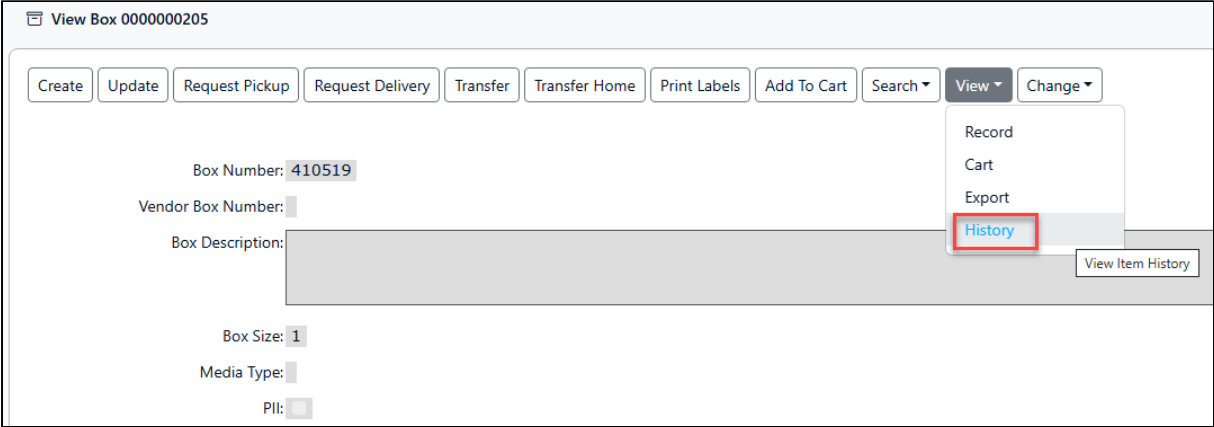 View Box 0000000205
Create Update Request Pickup Request Delivery Transfer Transfer Home Print Labels Add To Cart Search View Change
Record
Cart
Export
History
View Item History
Box Number: 410519
Vendor Box Number:
Box Description:
Box Size: 1
Media Type:
PII: